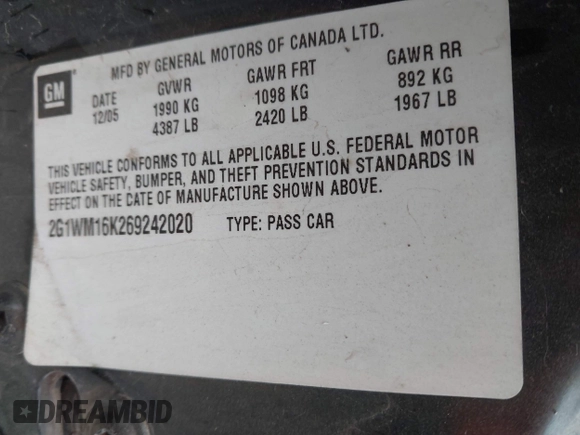 MFD BY GENERAL MOTORS OF CANADA LTD.
GM
DATE GVWR GAWR FRT GAWR RR
12/05 1990 KG 1098 KG 892 KG
4387 LB 2420 LB 1967 LB
THIS VEHICLE CONFORMS TO ALL APPLICABLE U.S. FEDERAL MOTOR
VEHICLE SAFETY, BUMPER, AND THEFT PREVENTION STANDARDS IN
EFFECT ON THE DATE OF MANUFACTURE SHOWN ABOVE.
2G1WM16K269242020 TYPE: PASS CAR
DREAMBID